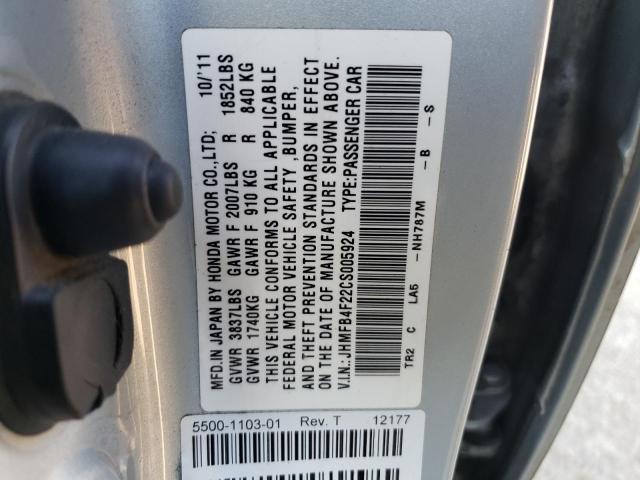 MFD.IN JAPAN BY HONDA MOTOR CO.,LTD; 10/'11
GVWR 3837LBS GAWR F 2007LBS R 1852LBS
GVWR 1740KG GAWR F 910 KG R 840 KG
THIS VEHICLE CONFORMS TO ALL APPLICABLE
FEDERAL MOTOR VEHICLE SAFETY ,BUMPER,
AND THEFT PREVENTION STANDARDS IN EFFECT
ON THE DATE OF MANUFACTURE SHOWN ABOVE.
V.I.N.:JHMFB4F22CS005924 TYPE:PASSENGER CAR
TR2 C LA5 -NH787M -B -S
5500-1103-01 Rev. T 12177